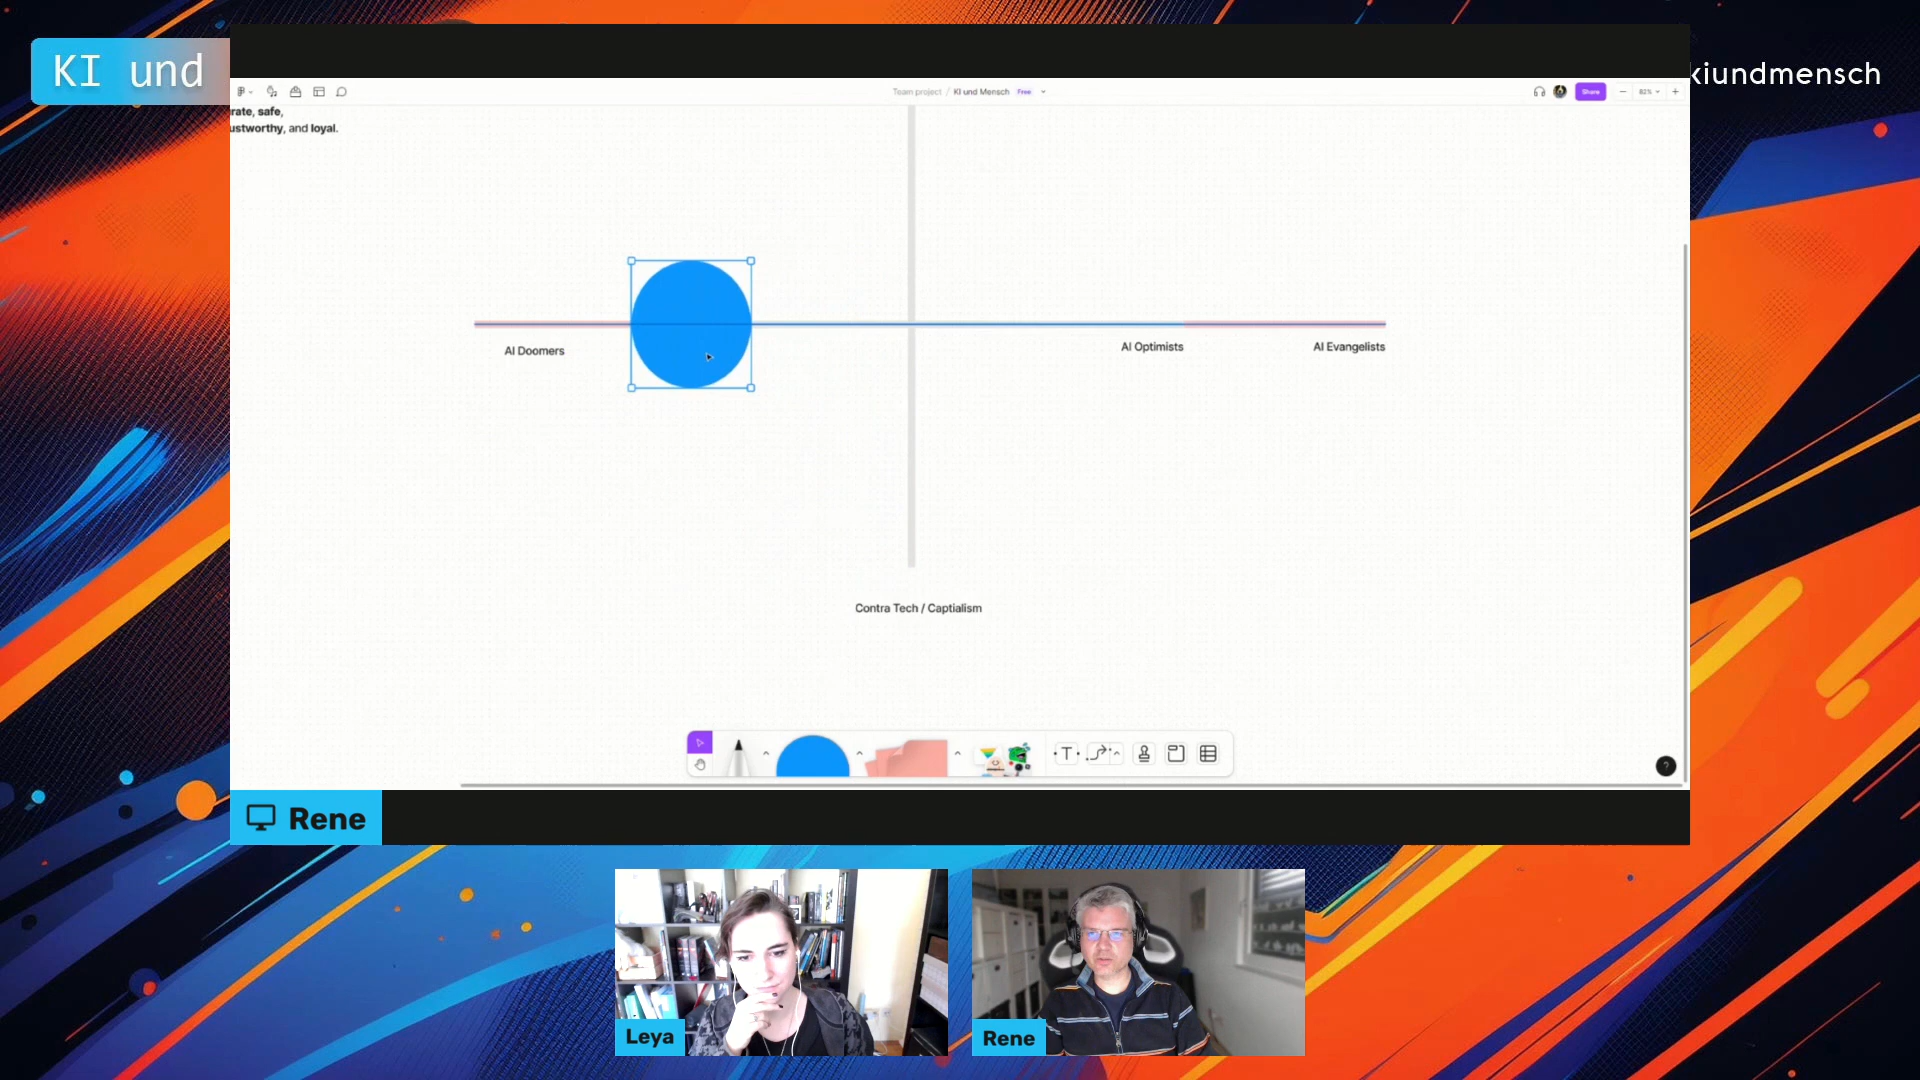 KI und
kiundmensch
Team project / KI und Mensch Free
Share
82%
rate, safe,
ustworthy, and loyal.
AI Doomers
AI Optimists
AI Evangelists
Contra Tech / Captialism
T
?
Rene
Leya
Rene